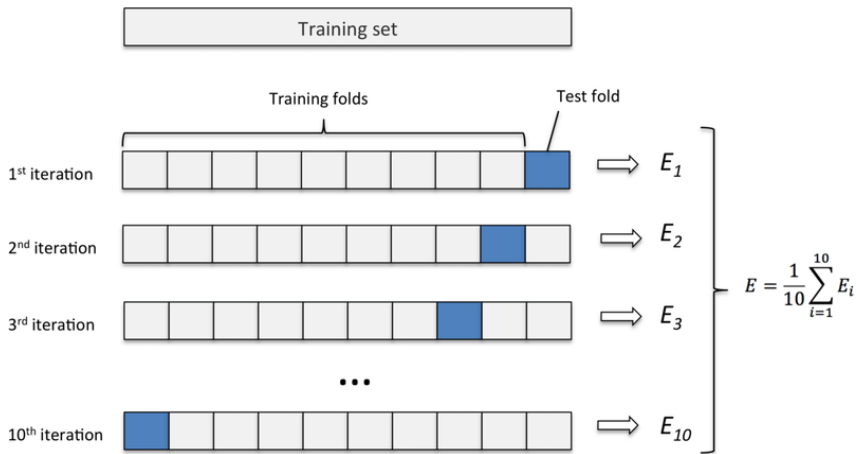 Training set
Training folds
Test fold
1st iteration
E1
2nd iteration
E2
3rd iteration
E3
...
10th iteration
E10
E = 1/10 ∑_{i=1}^{10} E_i